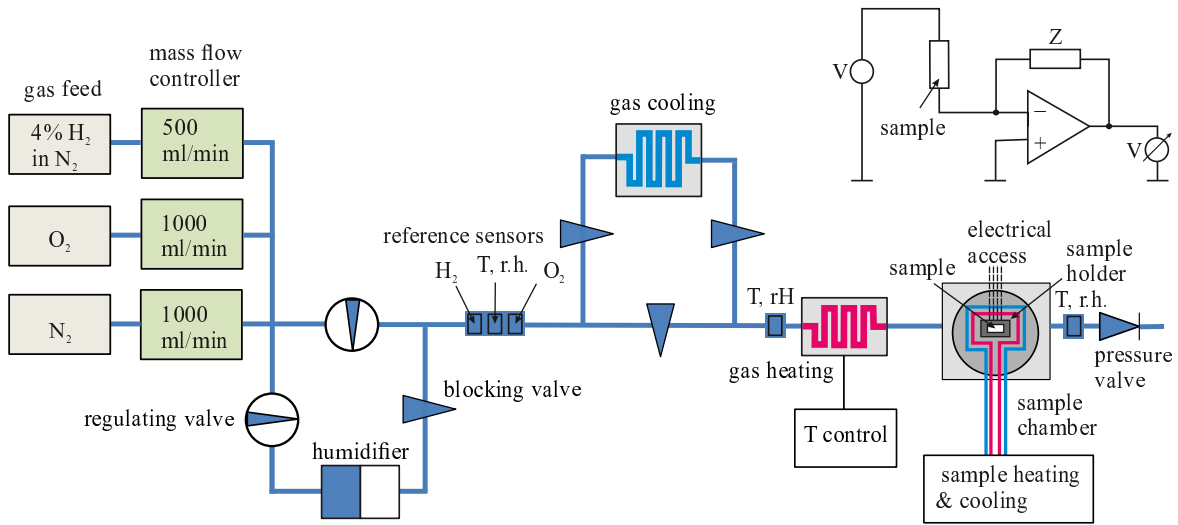 mass flow
controller
gas feed
4% H₂
in N₂
500
ml/min
O₂
1000
ml/min
N₂
1000
ml/min
regulating valve
humidifier
blocking valve
reference sensors
H₂
T, r.h.
O₂
gas cooling
T, rH
gas heating
T control
V
sample
Z
−
+
V
electrical
access
sample
sample
holder
T, r.h.
pressure
valve
sample
chamber
sample heating
& cooling